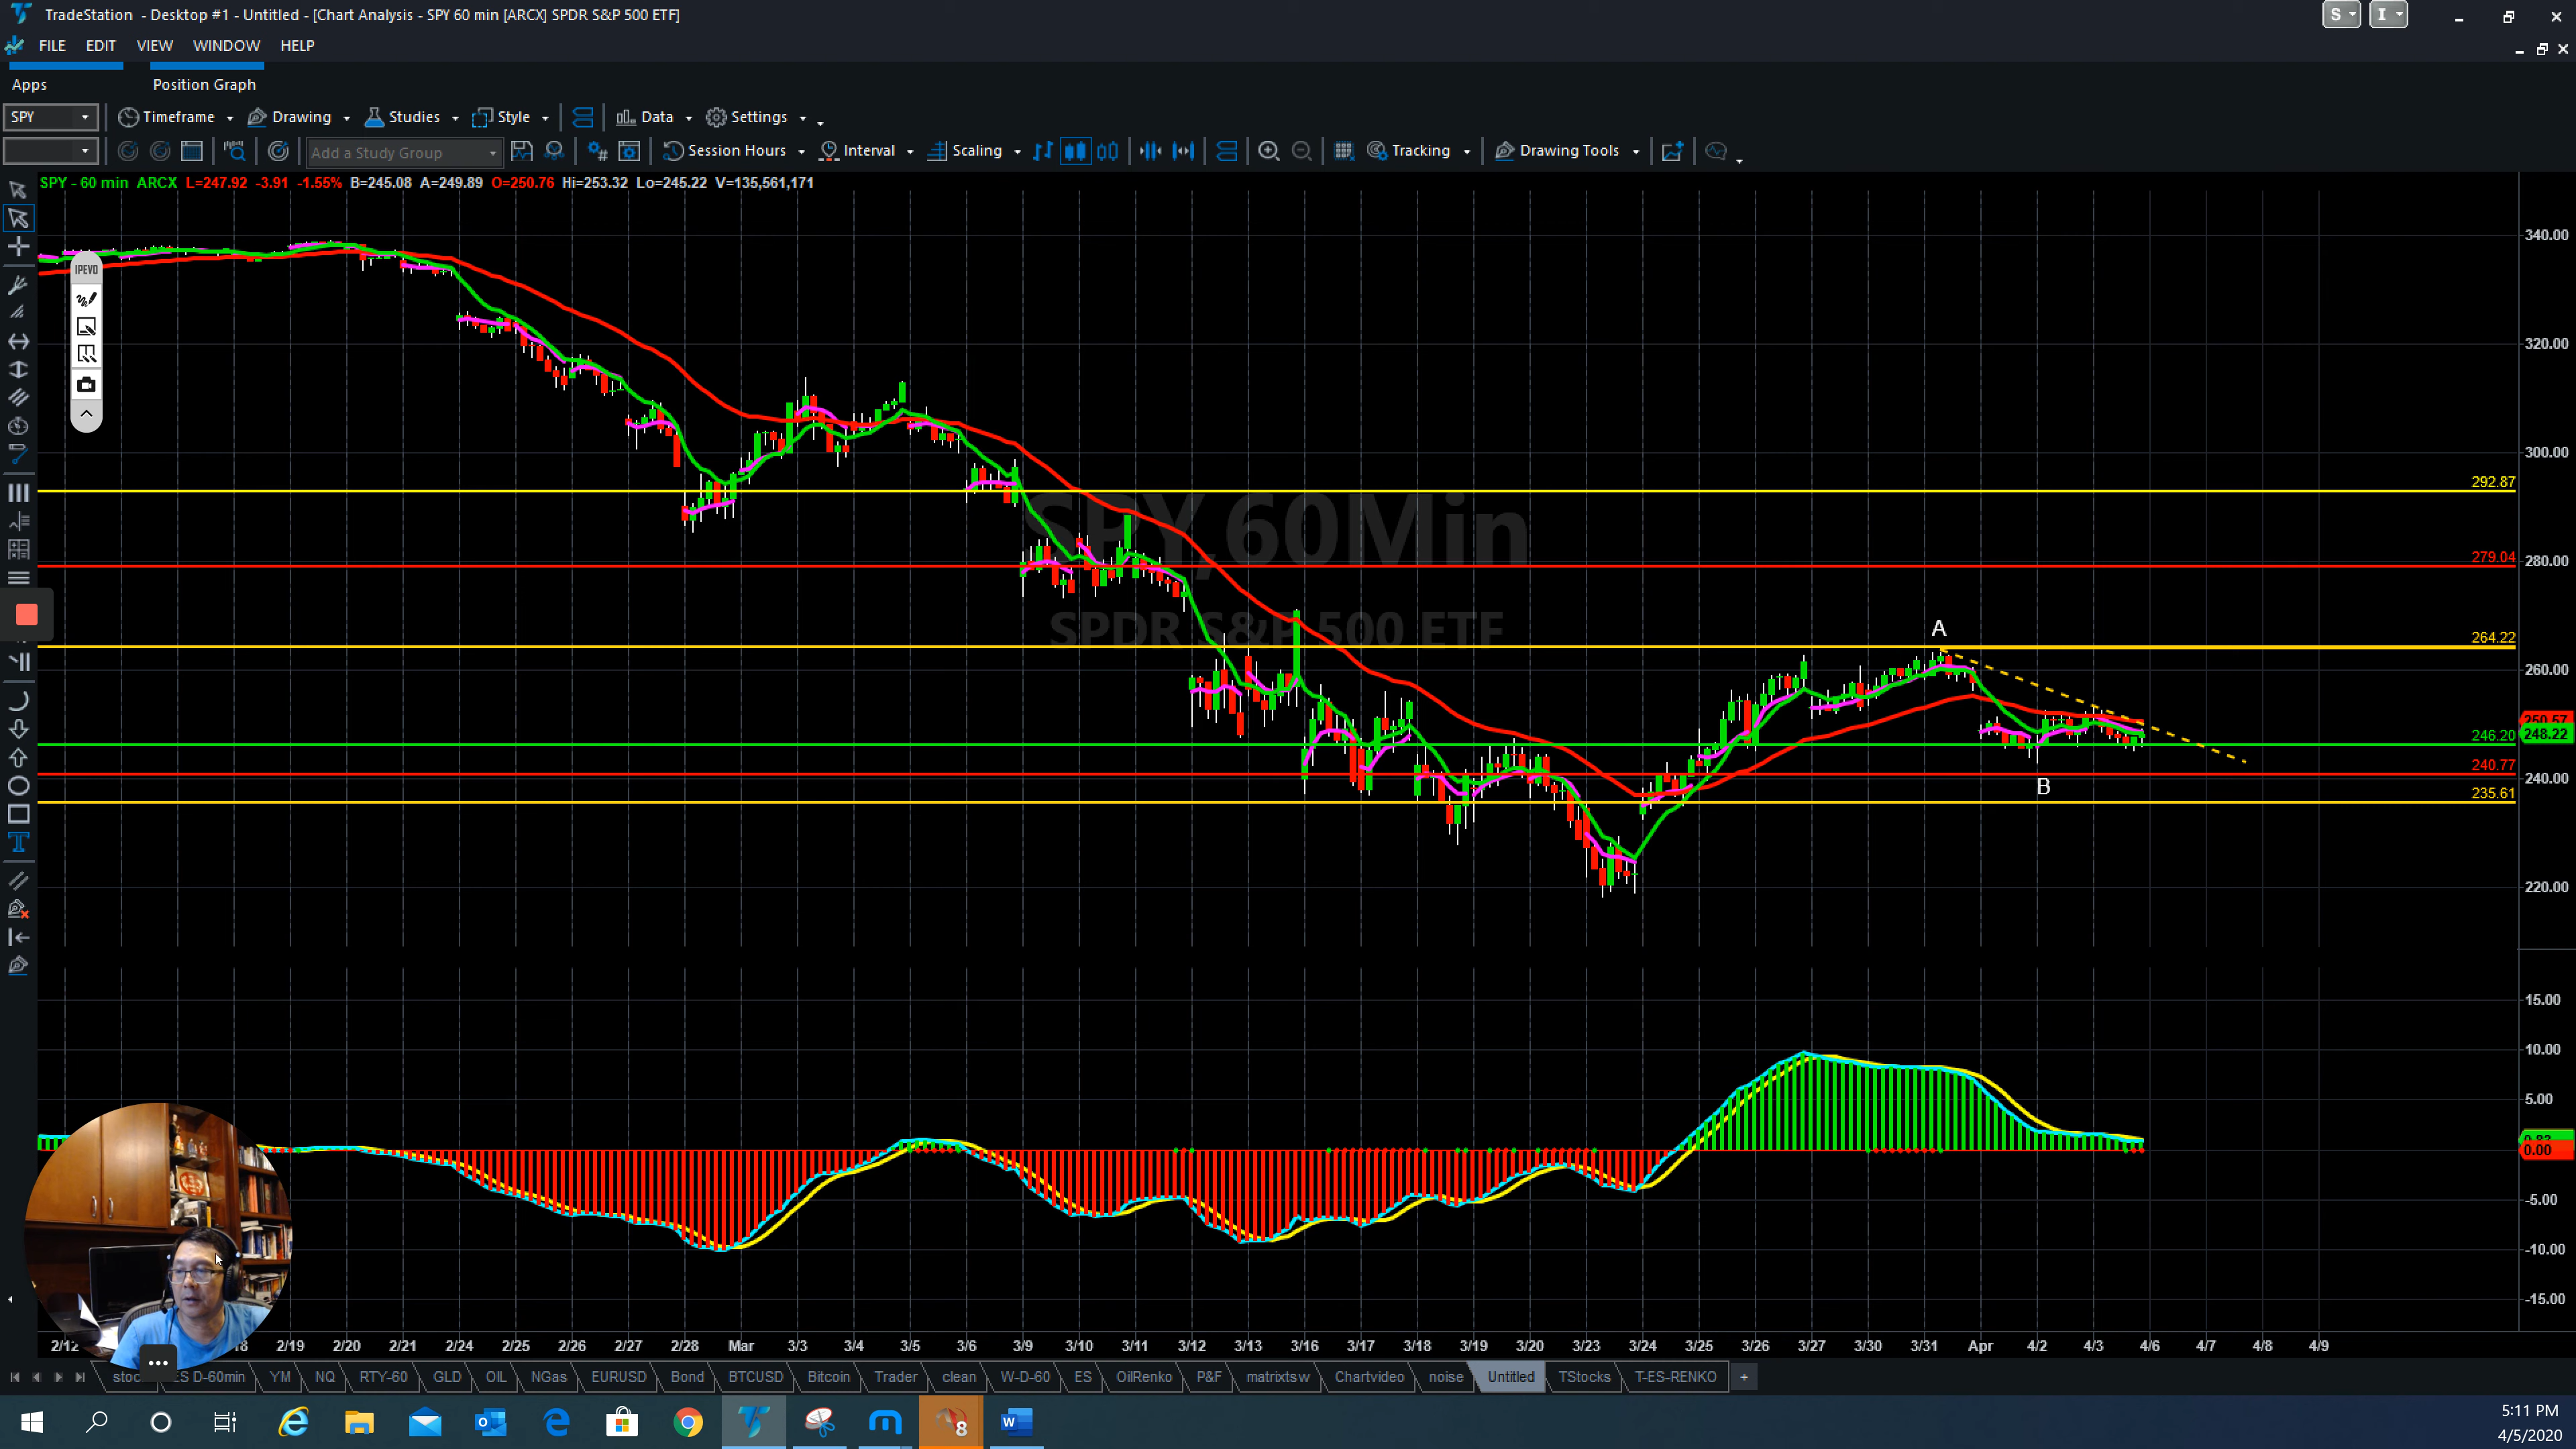 TradeStation - Desktop #1 - Untitled - [Chart Analysis - SPY 60 min [ARCX] SPDR S&P 500 ETF]
S I
FILE EDIT VIEW WINDOW HELP
Apps Position Graph
SPY Timeframe Drawing Studies Style Data Settings
Add a Study Group Session Hours Interval Scaling Tracking Drawing Tools
SPY - 60 min ARCX L=247.92 -3.91 -1.55% B=245.08 A=249.89 O=250.76 Hi=253.32 Lo=245.22 V=135,561,171
340.00
IPEVO
320.00
300.00
292.87
SPY,60Min
279.04
280.00
SPDR S&P 500 ETF
A
264.22
260.00
250.57
246.20
248.22
240.77
240.00
B
235.61
220.00
15.00
10.00
5.00
0.83
0.00
-5.00
-10.00
-15.00
2/12 18 2/19 2/20 2/21 2/24 2/25 2/26 2/27 2/28 Mar 3/3 3/4 3/5 3/6 3/9 3/10 3/11 3/12 3/13 3/16 3/17 3/18 3/19 3/20 3/23 3/24 3/25 3/26 3/27 3/30 3/31 Apr 4/2 4/3 4/6 4/7 4/8 4/9
stoc ES D-60min YM NQ RTY-60 GLD OIL NGas EURUSD Bond BTCUSD Bitcoin Trader clean W-D-60 ES OilRenko P&F matrixtsw Chartvideo noise Untitled TStocks T-ES-RENKO +
8
5:11 PM
4/5/2020